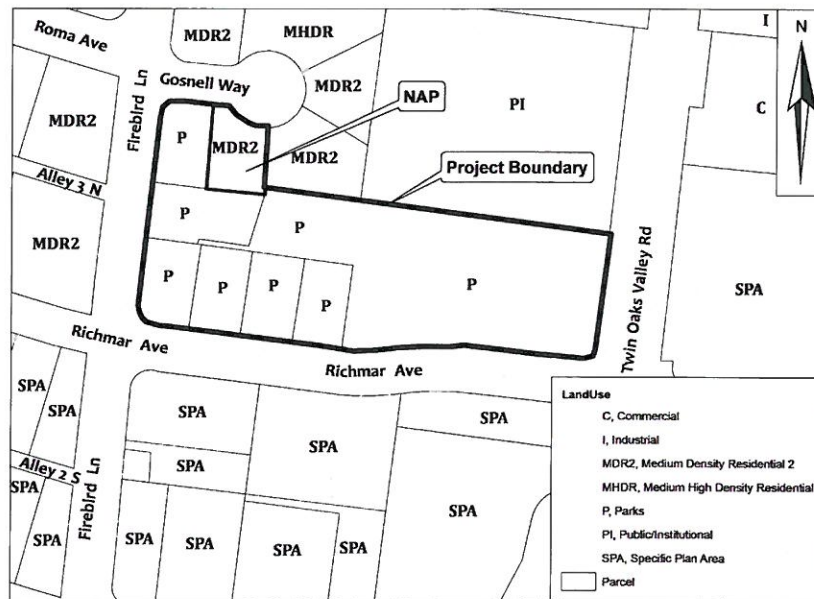 Roma Ave
MDR2
MHDR
I
N
Firebird Ln
Gosnell Way
MDR2
NAP
C
MDR2
P
MDR2
PI
MDR2
Project Boundary
Alley 3 N
P
P
MDR2
P
P
P
P
P
Twin Oaks Valley Rd
SPA
Richmar Ave
Richmar Ave
SPA
SPA
SPA
SPA
SPA
SPA
Alley 2 S
Firebird Ln
SPA
SPA
SPA
SPA
SPA
SPA
SPA
SPA
LandUse
C, Commercial
I, Industrial
MDR2, Medium Density Residential 2
MHDR, Medium High Density Residential
P, Parks
PI, Public/Institutional
SPA, Specific Plan Area
Parcel